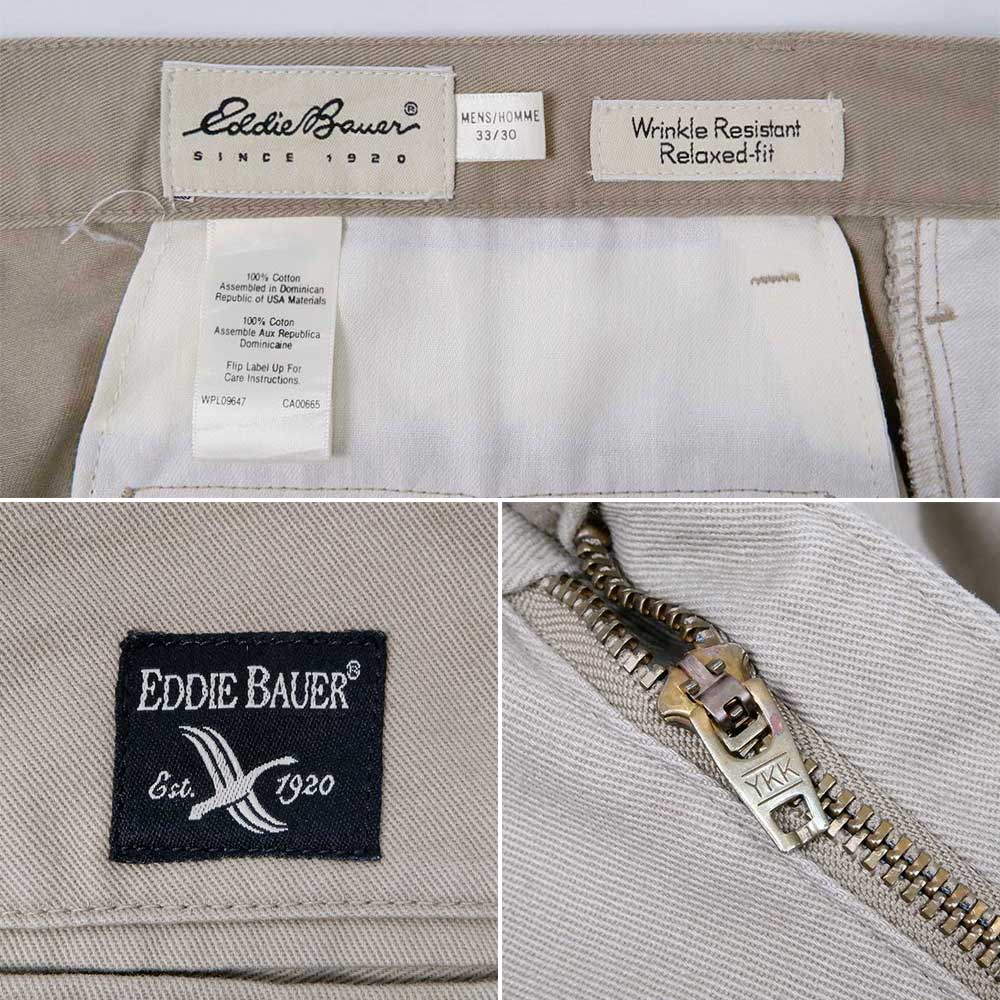 Eddie Bauer®
SINCE 1920
MENS/HOMME
33/30
Wrinkle Resistant
Relaxed-fit
100% Cotton
Assembled in Dominican
Republic of USA Materials
100% Coton
Assemble Aux Republica
Dominicaine
Flip Label Up For
Care Instructions.
WPL09647 CA00665
EDDIE BAUER®
Est. 1920
YKK